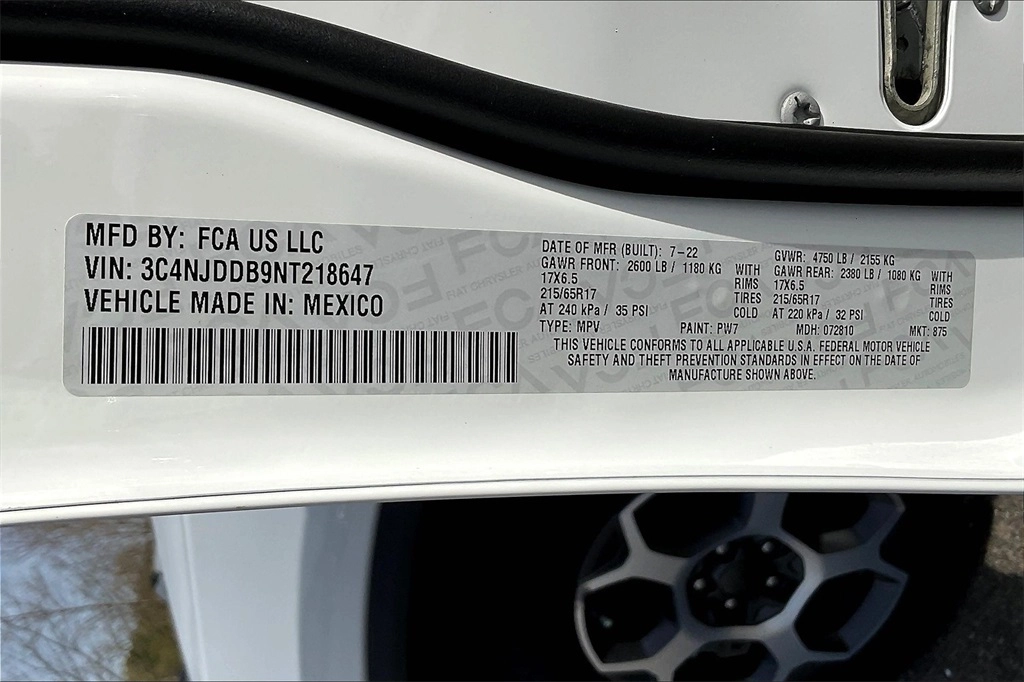 MFD BY: FCA US LLC
VIN: 3C4NJDDB9NT218647
VEHICLE MADE IN: MEXICO
DATE OF MFR (BUILT): 7-22
GAWR FRONT: 2600 LB / 1180 KG
17X6.5
215/65R17
AT 240 kPa / 35 PSI
WITH
RIMS
TIRES
COLD
GVWR: 4750 LB / 2155 KG
GAWR REAR: 2380 LB / 1080 KG
17X6.5
215/65R17
AT 220 kPa / 32 PSI
WITH
RIMS
TIRES
COLD
TYPE: MPV PAINT: PW7 MDH: 072810 MKT: 875
THIS VEHICLE CONFORMS TO ALL APPLICABLE U.S.A. FEDERAL MOTOR VEHICLE
SAFETY AND THEFT PREVENTION STANDARDS IN EFFECT ON THE DATE OF
MANUFACTURE SHOWN ABOVE.